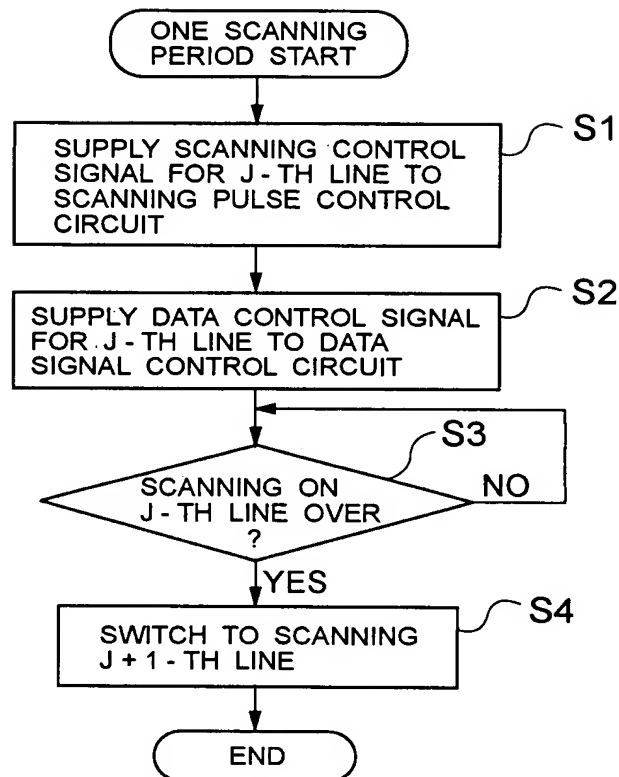 ONE SCANNING
PERIOD START
S1
SUPPLY SCANNING CONTROL
SIGNAL FOR J-TH LINE TO
SCANNING PULSE CONTROL
CIRCUIT
S2
SUPPLY DATA CONTROL SIGNAL
FOR J-TH LINE TO DATA
SIGNAL CONTROL CIRCUIT
S3
SCANNING ON
J-TH LINE OVER
?
NO
YES
S4
SWITCH TO SCANNING
J+1-TH LINE
END